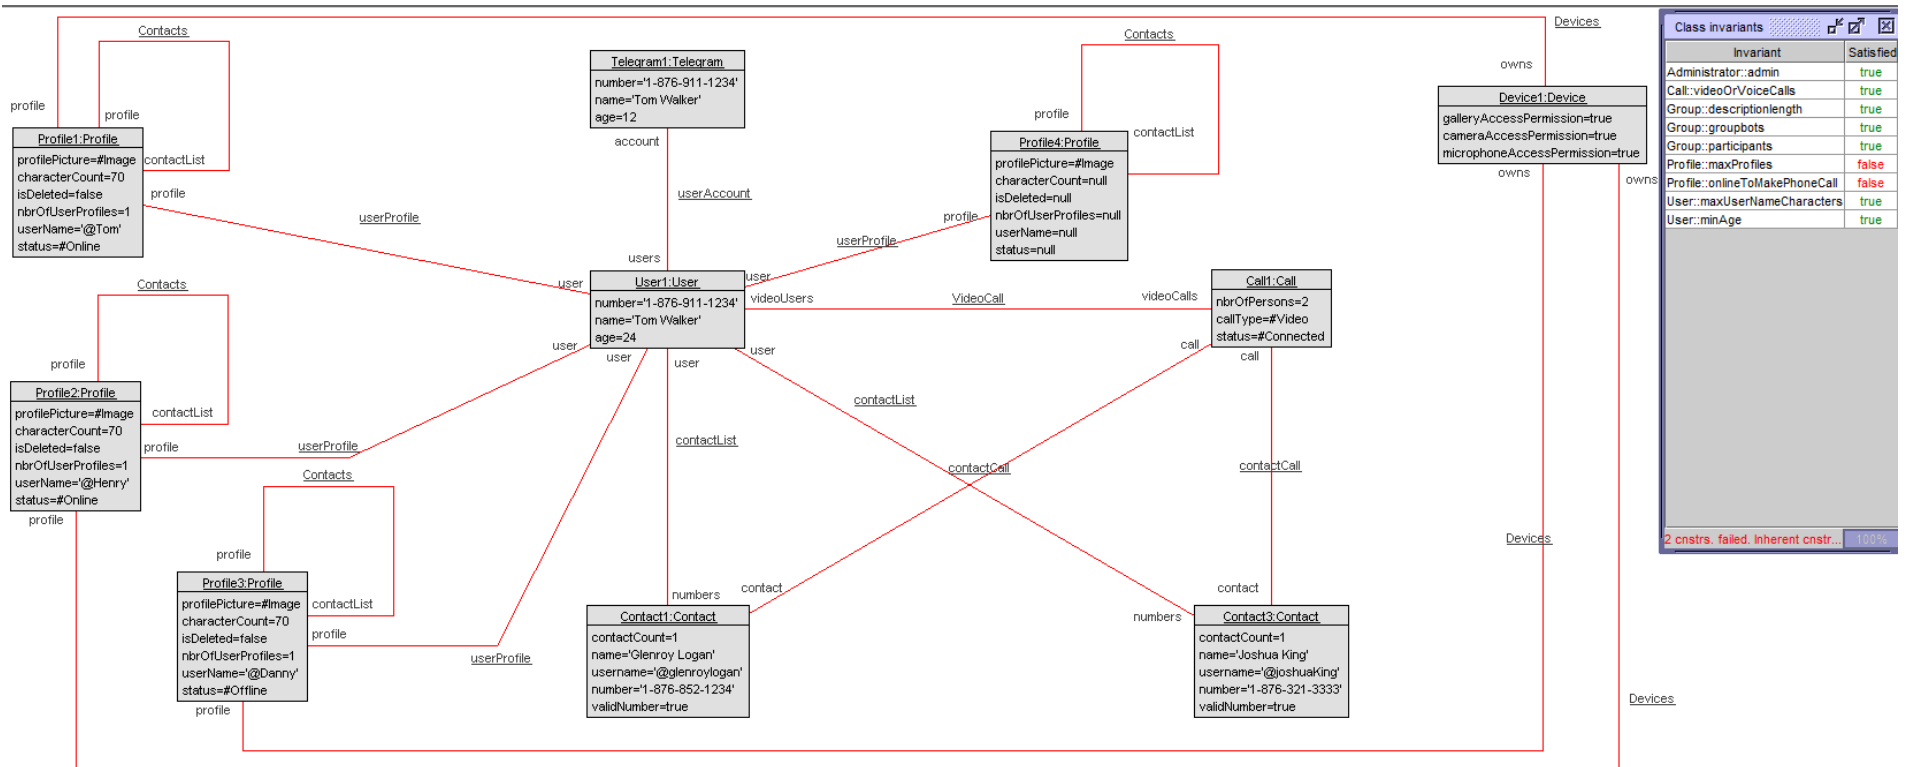 Contacts
profile
profile
Profile1:Profile
profilePicture=#Image
characterCount=70
isDeleted=false
nbrOfUserProfiles=1
userName='@Tom'
status=#Online
contactList
profile
userProfile
user
Telegram1:Telegram
number='1-876-911-1234'
name='Tom Walker'
age=12
account
userAccount
users
Contacts
profile
contactList
Profile4:Profile
profilePicture=#Image
characterCount=null
isDeleted=null
nbrOfUserProfiles=null
userName=null
status=null
profile
userProfile
user
Devices
owns
Device1:Device
galleryAccessPermission=true
cameraAccessPermission=true
microphoneAccessPermission=true
owns
owns
User1:User
number='1-876-911-1234'
name='Tom Walker'
age=24
videoUsers
VideoCall
videoCalls
Call1:Call
nbrOfPersons=2
callType=#Video
status=#Connected
call
call
user
user
user
user
Contacts
profile
Profile2:Profile
profilePicture=#Image
characterCount=70
isDeleted=false
nbrOfUserProfiles=1
userName='@Henry'
status=#Online
contactList
profile
userProfile
profile
Contacts
profile
Profile3:Profile
profilePicture=#Image
characterCount=70
isDeleted=false
nbrOfUserProfiles=1
userName='@Danny'
status=#Offline
contactList
profile
userProfile
profile
contactList
contactList
contactCall
contactCall
numbers
contact
Contact1:Contact
contactCount=1
name='Glenroy Logan'
username='@glenroylogan'
number='1-876-852-1234'
validNumber=true
numbers
contact
Contact3:Contact
contactCount=1
name='Joshua King'
username='@joshuaKing'
number='1-876-321-3333'
validNumber=true
Devices
Devices
Class invariants
Invariant Satisfied
Administrator::admin true
Call::videoOrVoiceCalls true
Group::descriptionlength true
Group::groupbots true
Group::participants true
Profile::maxProfiles false
Profile::onlineToMakePhoneCall false
User::maxUserNameCharacters true
User::minAge true
2 cnstrs. failed. Inherent cnstr... 100%